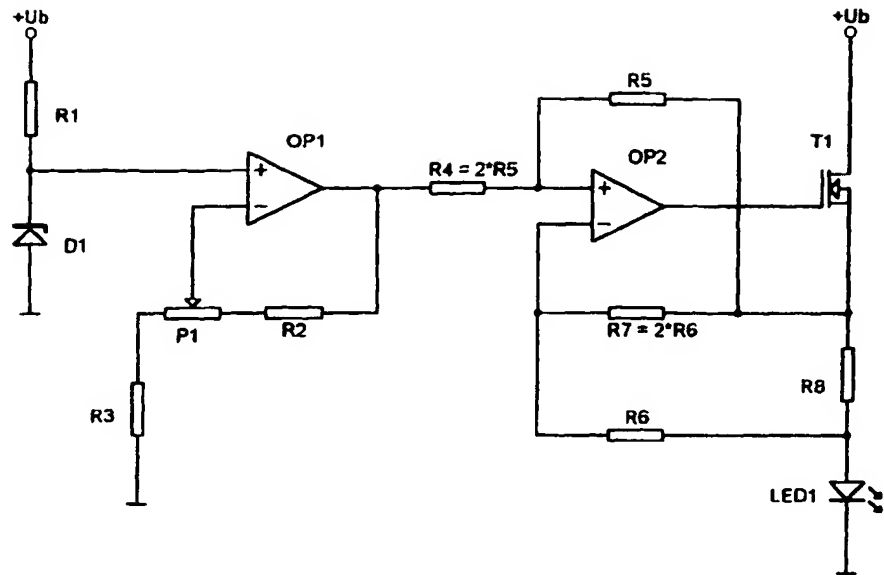 +Ub
+Ub
R1
R5
OP1
OP2
T1
R4 = 2*R5
+
−
+
−
D1
P1
R2
R7 = 2*R6
R3
R8
R6
LED1